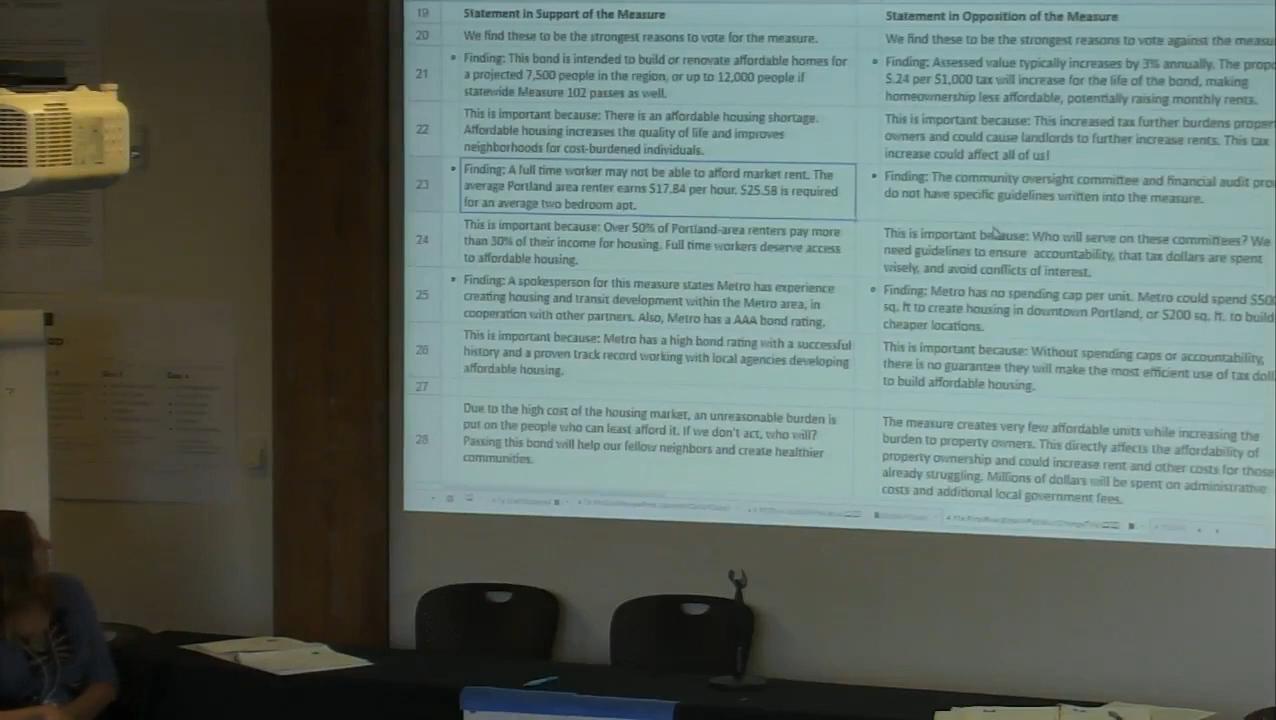 19 Statement in Support of the Measure
20 We find these to be the strongest reasons to vote for the measure.
21 • Finding: This bond is intended to build or renovate affordable homes for
a projected 7,500 people in the region, or up to 12,000 people if
statewide Measure 102 passes as well.
22 This is important because: There is an affordable housing shortage.
Affordable housing increases the quality of life and improves
neighborhoods for cost-burdened individuals.
23 • Finding: A full time worker may not be able to afford market rent. The
average Portland area renter earns $17.84 per hour. $25.58 is required
for an average two bedroom apt.
24 This is important because: Over 50% of Portland-area renters pay more
than 30% of their income for housing. Full time workers deserve access
to affordable housing.
25 • Finding: A spokesperson for this measure states Metro has experience
creating housing and transit development within the Metro area, in
cooperation with other partners. Also, Metro has a AAA bond rating.
26 This is important because: Metro has a high bond rating with a successful
history and a proven track record working with local agencies developing
affordable housing.
27
28 Due to the high cost of the housing market, an unreasonable burden is
put on the people who can least afford it. If we don't act, who will?
Passing this bond will help our fellow neighbors and create healthier
communities.
Statement in Opposition of the Measure
We find these to be the strongest reasons to vote against the measu
• Finding: Assessed value typically increases by 3% annually. The propo
$.24 per $1,000 tax will increase for the life of the bond, making
homeownership less affordable, potentially raising monthly rents.
This is important because: This increased tax further burdens proper
owners and could cause landlords to further increase rents. This tax
increase could affect all of us!
• Finding: The community oversight committee and financial audit pro
do not have specific guidelines written into the measure.
This is important because: Who will serve on these committees? We
need guidelines to ensure accountability, that tax dollars are spent
wisely, and avoid conflicts of interest.
• Finding: Metro has no spending cap per unit. Metro could spend $500
sq. ft to create housing in downtown Portland, or $200 sq. ft. to build
cheaper locations.
This is important because: Without spending caps or accountability,
there is no guarantee they will make the most efficient use of tax doll
to build affordable housing.
The measure creates very few affordable units while increasing the
burden to property owners. This directly affects the affordability of
property ownership and could increase rent and other costs for those
already struggling. Millions of dollars will be spent on administrative
costs and additional local government fees.